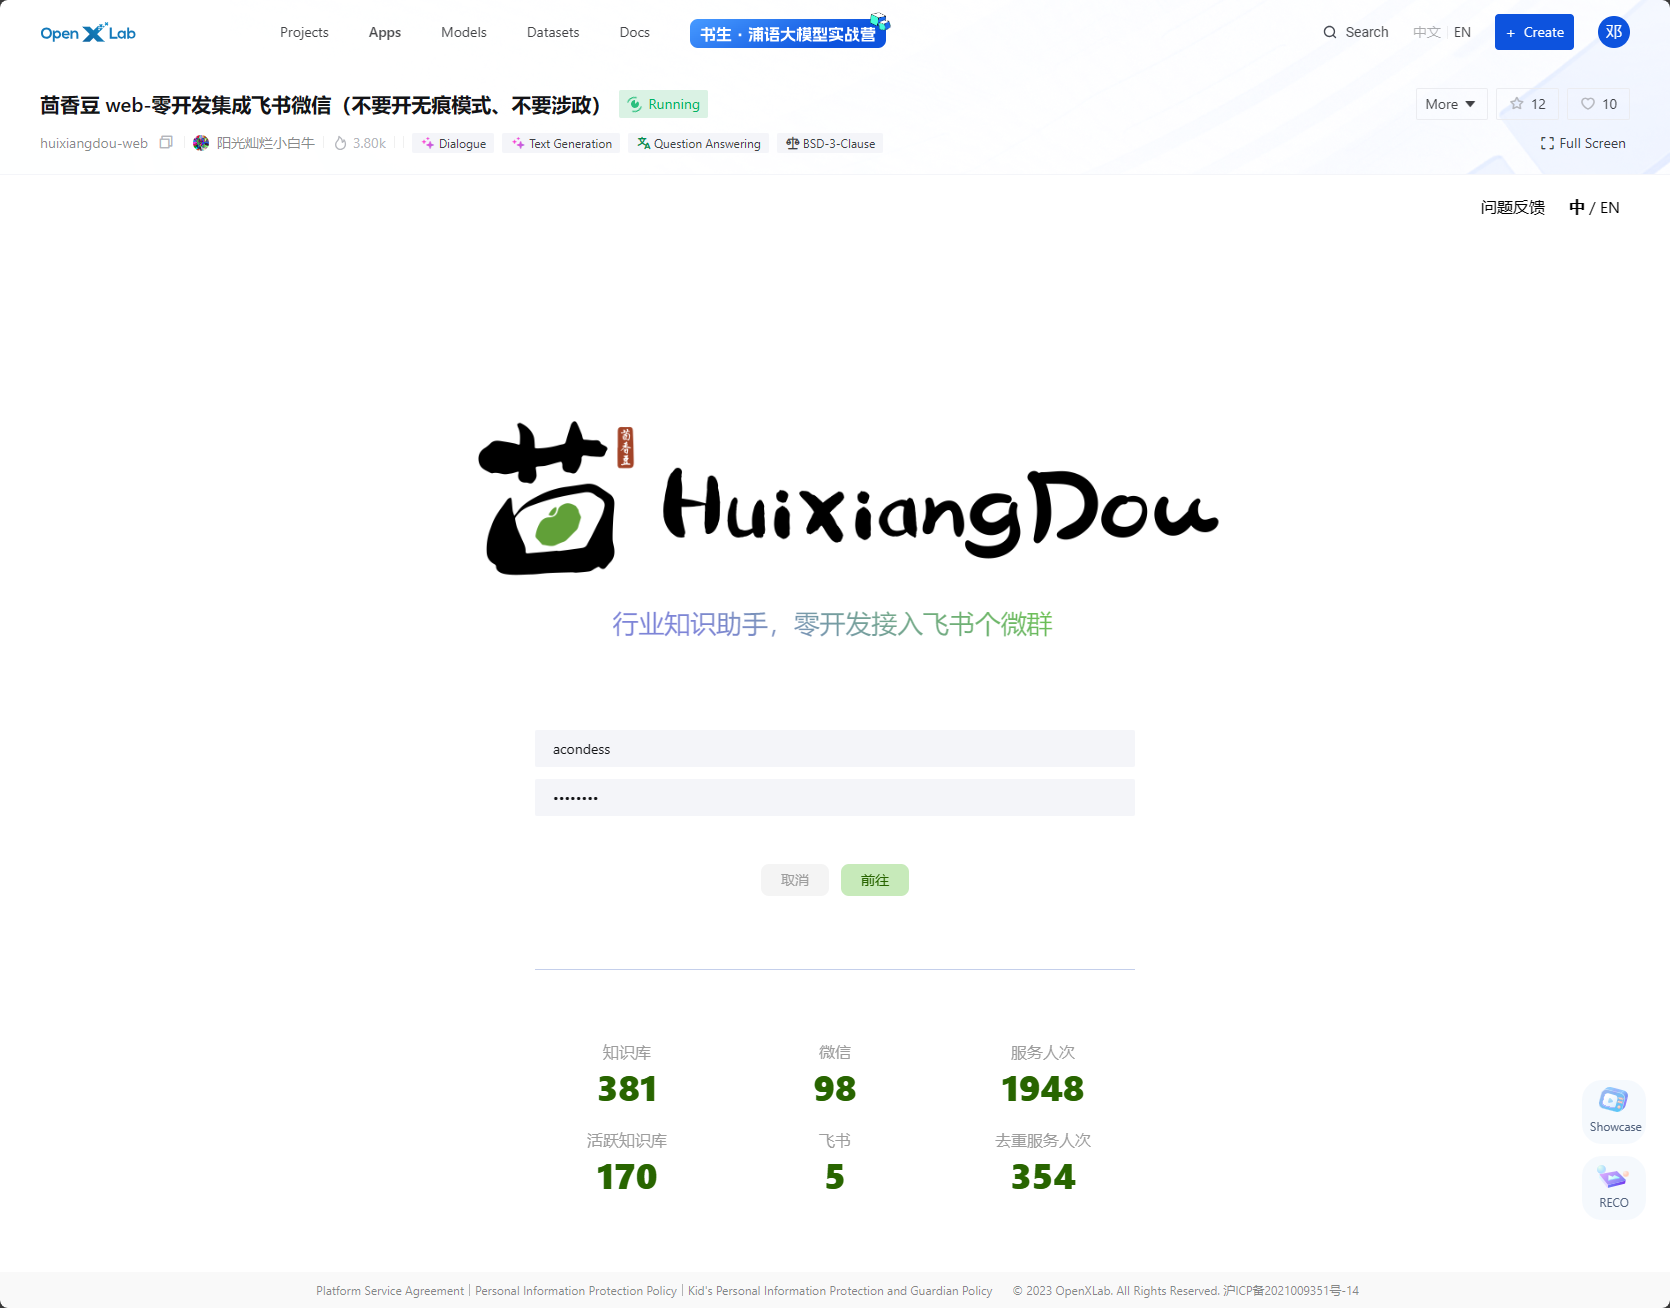 Open X Lab
Projects Apps Models Datasets Docs 书生·浦语大模型实战营 Search 中文 EN + Create 邓
茴香豆 web-零开发集成飞书微信（不要开无痕模式、不要涉政） Running More 12 10
huixiangdou-web 阳光灿烂小白牛 3.80k Dialogue Text Generation Question Answering BSD-3-Clause Full Screen
问题反馈 中 / EN
茴香豆
HuixiangDou
行业知识助手，零开发接入飞书个微群
acondess
••••••••
取消 前往
知识库 微信 服务人次
381 98 1948
活跃知识库 飞书 去重服务人次
170 5 354
Showcase
RECO
Platform Service Agreement | Personal Information Protection Policy | Kid's Personal Information Protection and Guardian Policy © 2023 OpenXLab. All Rights Reserved. 沪ICP备2021009351号-14